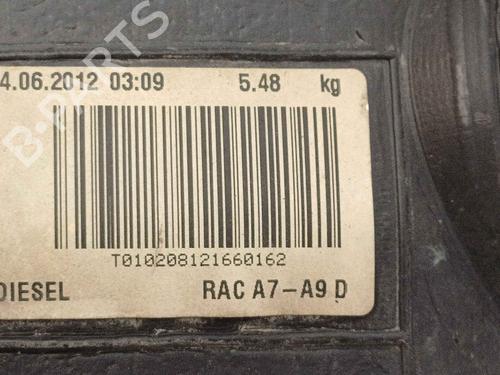 B-PARTS
4.06.2012 03:09 5.48 kg
T010208121660162
DIESEL RAC A7-A9 D